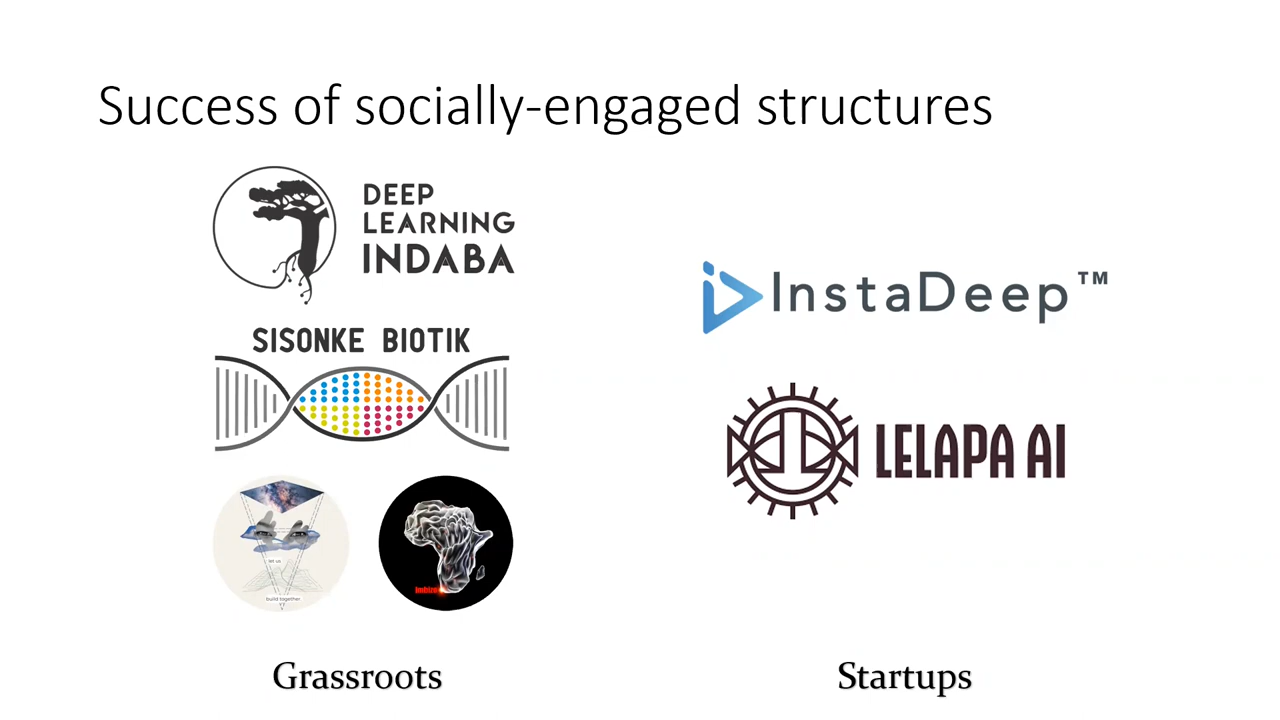 Success of socially-engaged structures
DEEP
LEARNING
INDABA
SISONKE BIOTIK
let us
build together.
Imbizo
Grassroots
InstaDeep™
LELAPA AI
Startups